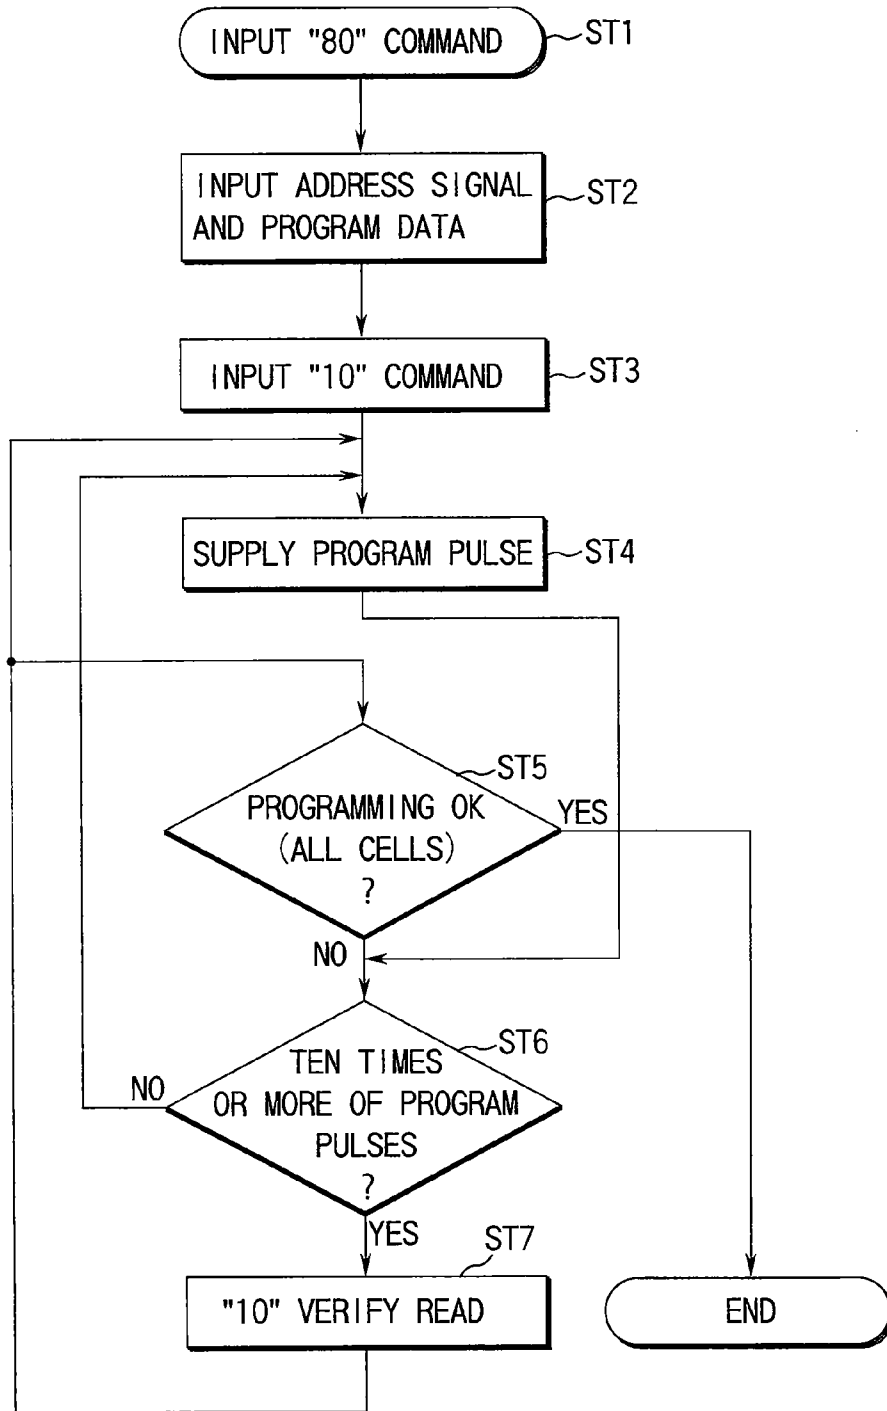 INPUT "80" COMMAND
ST1
INPUT ADDRESS SIGNAL
AND PROGRAM DATA
ST2
INPUT "10" COMMAND
ST3
SUPPLY PROGRAM PULSE
ST4
ST5
PROGRAMMING OK
(ALL CELLS)
?
YES
NO
ST6
TEN TIMES
OR MORE OF PROGRAM
PULSES
?
NO
YES
ST7
"10" VERIFY READ
END